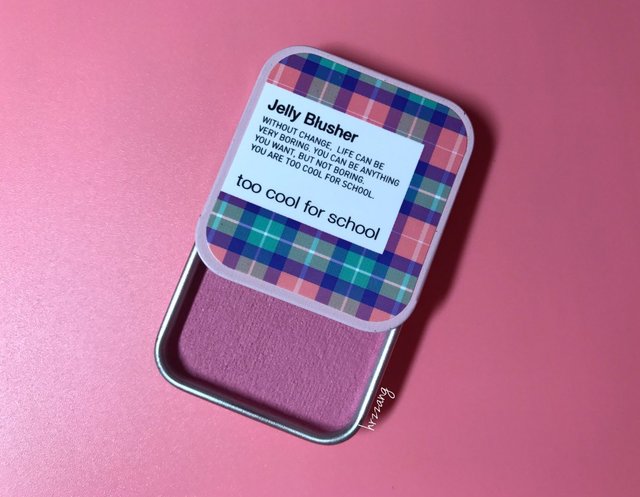 Jelly Blusher
WITHOUT CHANGE, LIFE CAN BE
VERY BORING. YOU CAN BE ANYTHING
YOU WANT, BUT NOT BORING.
YOU ARE TOO COOL FOR SCHOOL.
too cool for school
hrzzang